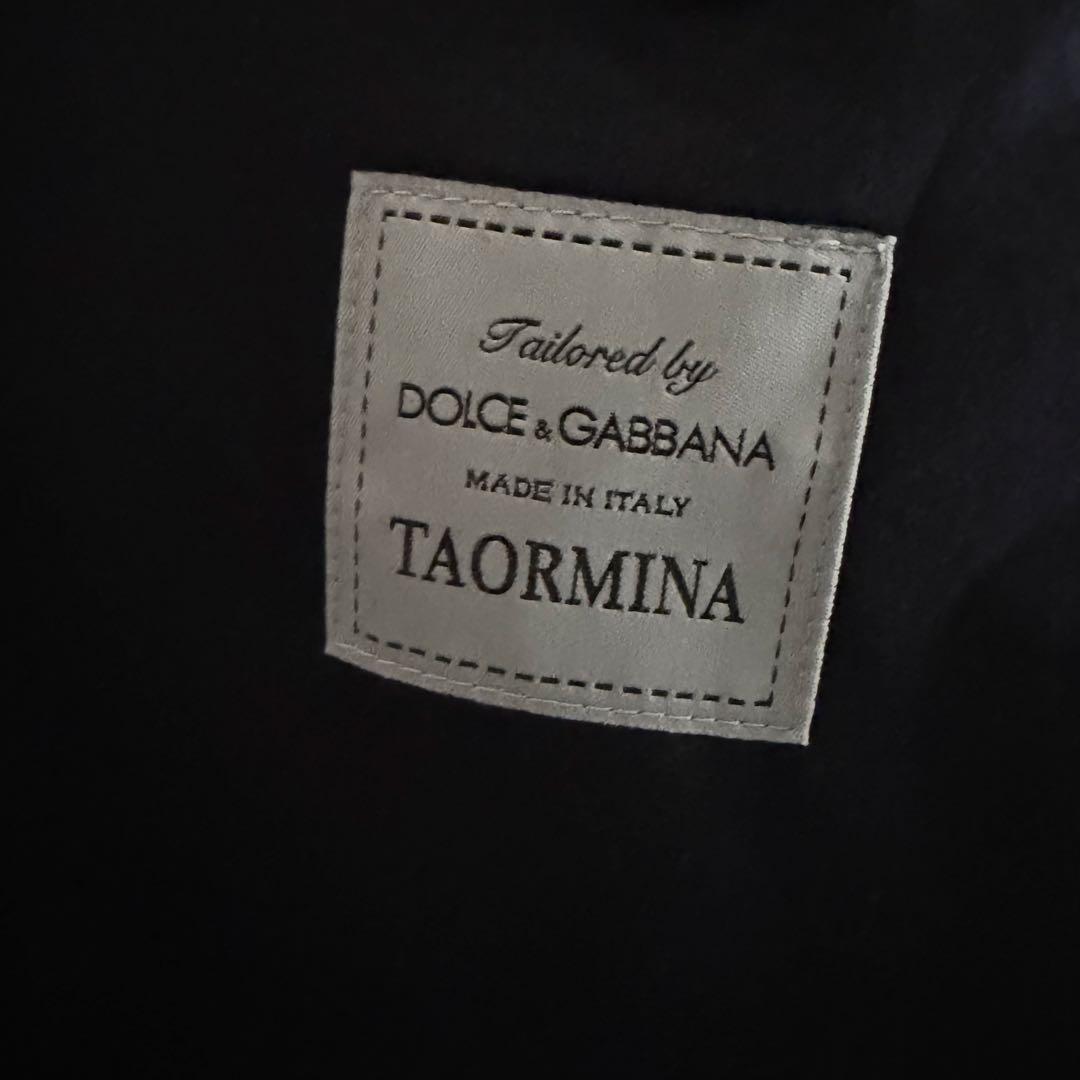 Tailored by
DOLCE & GABBANA
MADE IN ITALY
TAORMINA